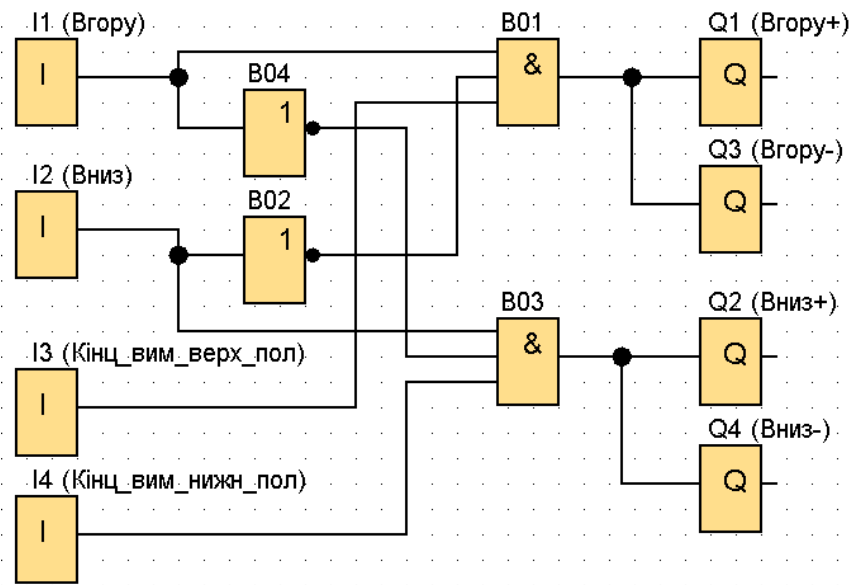 I1 (Вгору)
I
B04
1
B01
&
Q1 (Вгору+)
Q
Q3 (Вгору-)
Q
I2 (Вниз)
I
B02
1
B03
&
Q2 (Вниз+)
Q
Q4 (Вниз-)
Q
I3 (Кінц_вим_верх_пол)
I
I4 (Кінц_вим_нижн_пол)
I